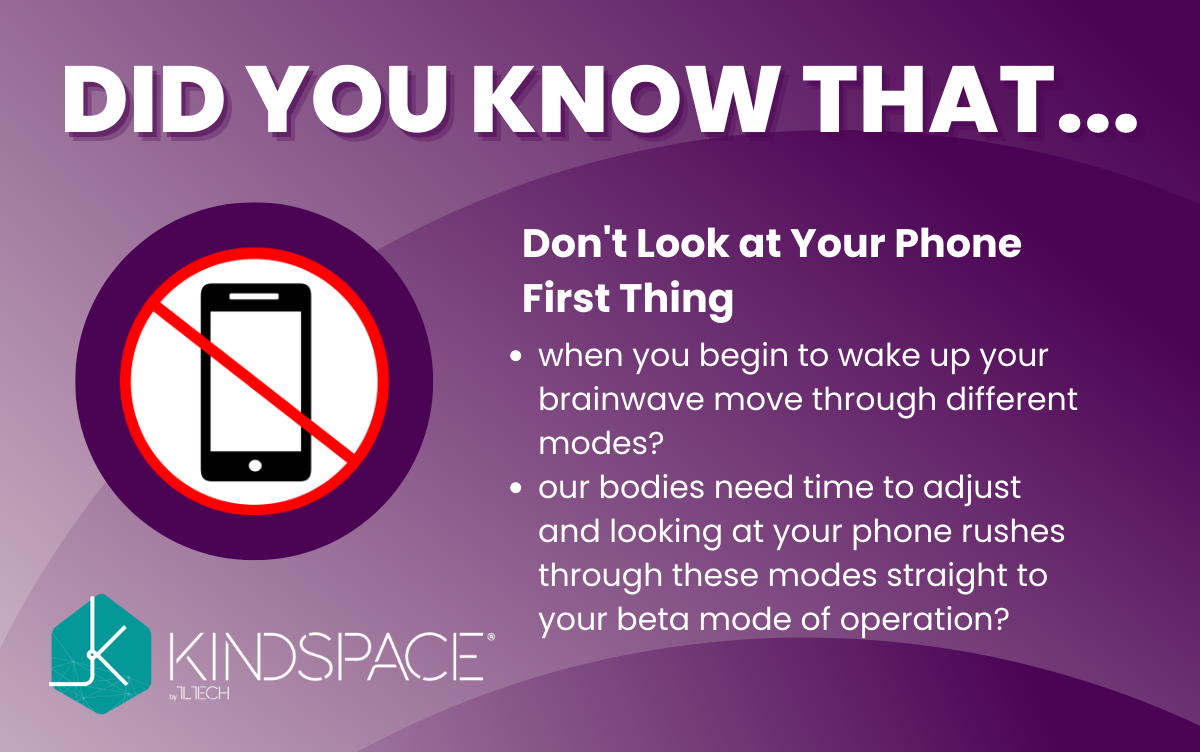 DID YOU KNOW THAT...
Don't Look at Your Phone
First Thing
• when you begin to wake up your
brainwave move through different
modes?
• our bodies need time to adjust
and looking at your phone rushes
through these modes straight to
your beta mode of operation?
KINDSPACE®
by 1L1TECH